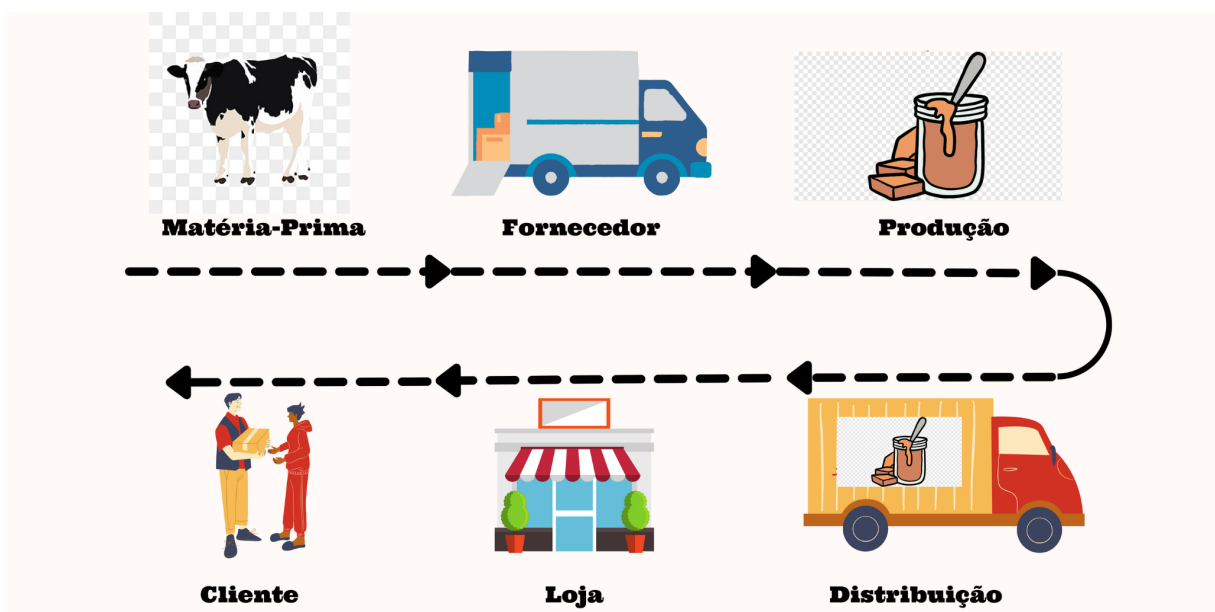 Matéria-Prima
Fornecedor
Produção
Distribuição
Loja
Cliente